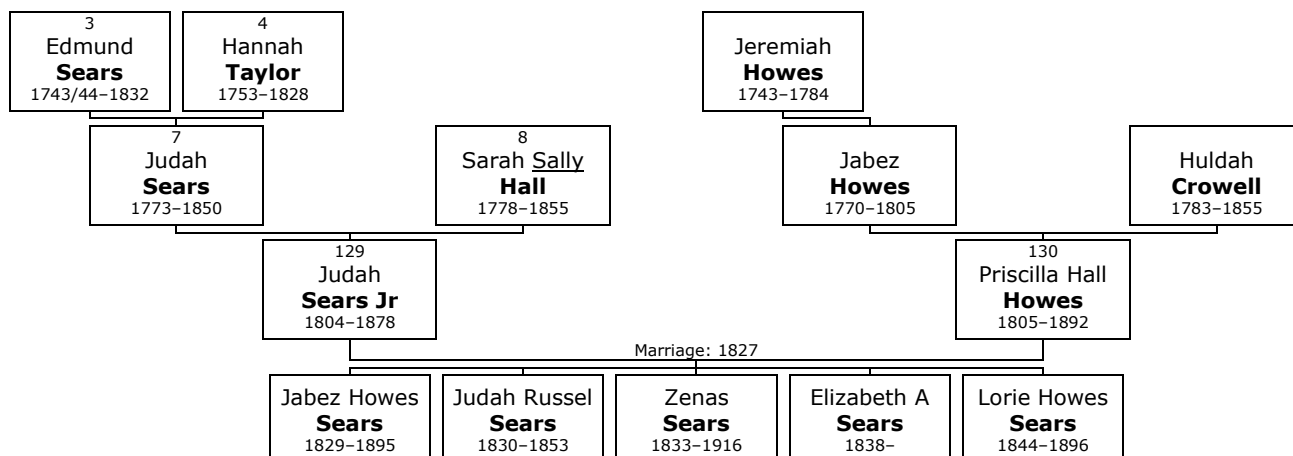 3
Edmund
Sears
1743/44–1832
4
Hannah
Taylor
1753–1828
Jeremiah
Howes
1743–1784
7
Judah
Sears
1773–1850
8
Sarah Sally
Hall
1778–1855
Jabez
Howes
1770–1805
Huldah
Crowell
1783–1855
129
Judah
Sears Jr
1804–1878
130
Priscilla Hall
Howes
1805–1892
Marriage: 1827
Jabez Howes
Sears
1829–1895
Judah Russel
Sears
1830–1853
Zenas
Sears
1833–1916
Elizabeth A
Sears
1838–
Lorie Howes
Sears
1844–1896